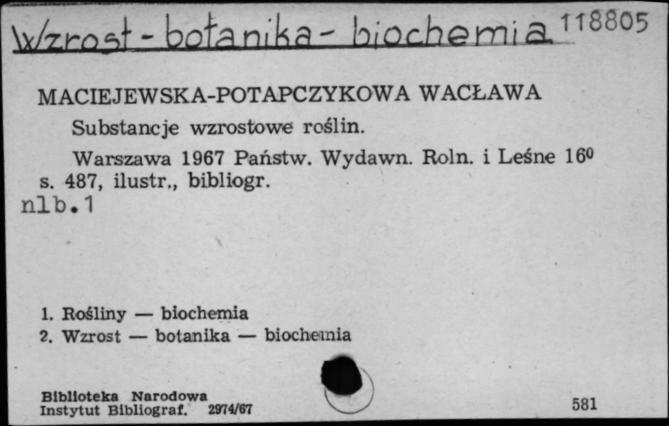 Wzrost - botanika - biochemia 118805
MACIEJEWSKA-POTAPCZYKOWA WACŁAWA
Substancje wzrostowe roślin.
Warszawa 1967 Państw. Wydawn. Roln. i Leśne 16⁰
s. 487, ilustr., bibliogr.
nlb.1
1. Rośliny — biochemia
2. Wzrost — botanika — biochemia
Biblioteka Narodowa
Instytut Bibliograf. 2974/67 581